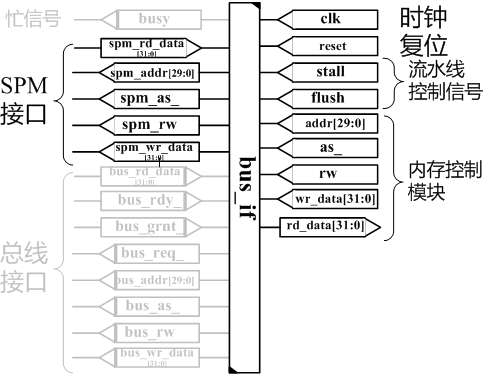 忙信号
busy
spm_rd_data
[31:0]
SPM
接口
spm_addr[29:0]
spm_as_
spm_rw
spm_wr_data
[31:0]
bus_rd_data
[31:0]
bus_rdy_
bus_grnt_
总线
接口
bus_req_
bus_addr[29:0]
bus_as_
bus_rw
bus_wr_data
[31:0]
bus_if
clk
时钟
reset
复位
stall
flush
流水线
控制信号
addr[29:0]
as_
rw
wr_data[31:0]
rd_data[31:0]
内存控制
模块